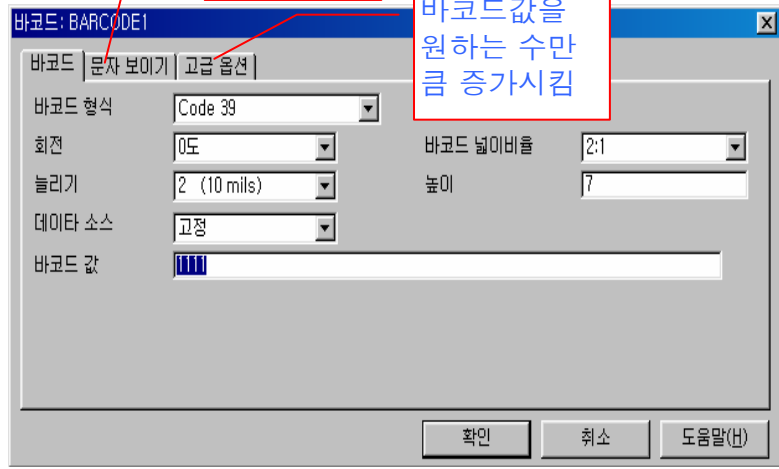 바코드값을
원하는 수만
큼 증가시킴
바코드: BARCODE1
바코드 문자 보이기 고급 옵션
바코드 형식 Code 39
회전 0도 바코드 넓이비율 2:1
늘리기 2 (10 mils) 높이 7
데이타 소스 고정
바코드 값 1111
확인 취소 도움말(H)